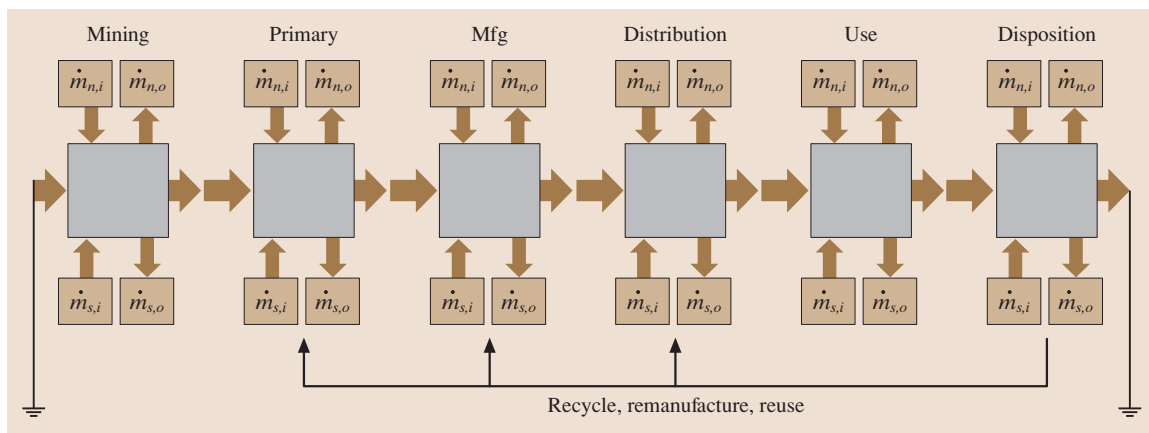 Mining Primary Mfg Distribution Use Disposition
ṁn,i ṁn,o ṁn,i ṁn,o ṁn,i ṁn,o ṁn,i ṁn,o ṁn,i ṁn,o ṁn,i ṁn,o
ṁs,i ṁs,o ṁs,i ṁs,o ṁs,i ṁs,o ṁs,i ṁs,o ṁs,i ṁs,o ṁs,i ṁs,o
Recycle, remanufacture, reuse